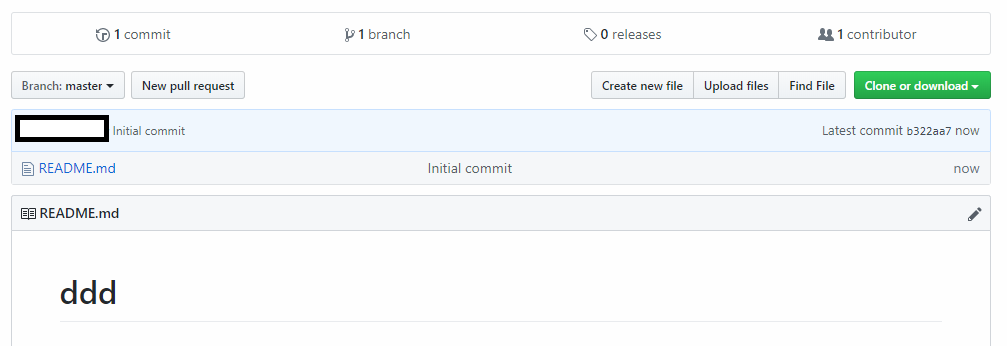 1 commit 1 branch 0 releases 1 contributor
Branch: master New pull request Create new file Upload files Find File Clone or download
Initial commit Latest commit b322aa7 now
README.md Initial commit now
README.md
ddd